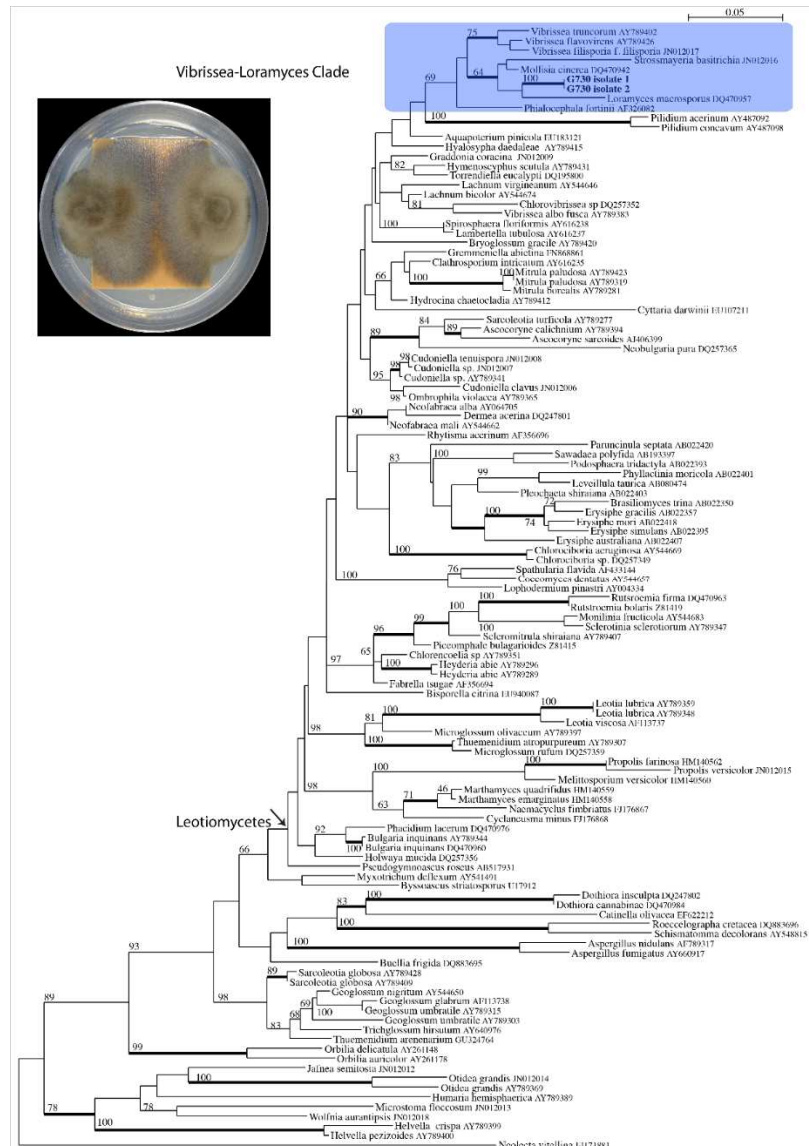 0.05
Vibrissea-Loramyces Clade
75
Vibrissea truncorum AY789402
Vibrissea flavovirens AY789426
Vibrissea filisporia f. filisporia JN012017
Strossmayeria basitrichia JN012016
64
Mollisia cinerea DQ470942
69
100
G730 isolate 1
G730 isolate 2
Loramyces macrosporus DQ470957
Phialocephala fortinii AF326082
100
Pilidium acerinum AY487092
Pilidium concavum AY487098
Aquapoterium pinicola EU183121
Hyalosypha daedaleae AY789415
Graddonia coracina JN012009
82
Hymenoscyphus scutula AY789431
Torrendiella eucalypti DQ195800
Lachnum virgineanum AY544646
Lachnum bicolor AY544674
81
Chlorovibrissea sp DQ257352
Vibrissea albo fusca AY789383
100
Spirosphaera floriformis AY616238
Lambertella tubulosa AY616237
Bryoglossum gracile AY789420
Gremmeniella abietina FN868861
Clathrosporium intricatum AY616235
66
100
100
Mitrula paludosa AY789423
Mitrula paludosa AY789319
Mitrula borealis AY789281
Hydrocina chaetocladia AY789412
Cyttaria darwinii EU107211
84
Sarcoleotia turficola AY789277
89
89
Ascocoryne calichnium AY789394
Ascocoryne sarcoides AJ406399
Neobulgaria pura DQ257365
98
Cudoniella tenuispora JN012008
98
Cudoniella sp. JN012007
95
Cudoniella sp. AY789341
Cudoniella clavus JN012006
98
Ombrophila violacea AY789365
90
Neofabraea alba AY064705
Dermea acerina DQ247801
Neofabraea mali AY544662
Rhytisma acerinum AF356696
83
Parauncinula septata AB022420
100
Sawadaea polyfida AB193397
Podosphaera tridactyla AB022393
99
Phyllactinia moricola AB022401
Leveillula taurica AB080474
Pleochaeta shiraiana AB022403
100
72
Brasiliomyces trina AB022350
Erysiphe gracilis AB022357
74
Erysiphe mori AB022418
Erysiphe simulans AB022395
Erysiphe australiana AB022407
100
Chlorociboria aeruginosa AY544669
Chlorociboria sp. DQ257349
100
76
Spathularia flavida AF433144
Coccomyces dentatus AY544657
Lophodermium pinastri AY004334
100
Rutsroemia firma DQ470963
Rutstroemia bolaris Z81419
99
100
Monilinia fructicola AY544683
100
Sclerotinia sclerotiorum AY789347
96
Scleromitrula shiraiana AY789407
Piceomphale bulagarioides Z81415
65
Chlorencoelia sp AY789351
100
Heyderia abie AY789296
Heyderia abie AY789289
97
Fabrella tsugae AF356694
Bisporella citrina EU940087
100
100
Leotia lubrica AY789359
Leotia lubrica AY789348
81
Leotia viscosa AF113737
98
Microglossum olivaceum AY789397
100
Thuemenidium atropurpureum AY789307
Microglossum rufum DQ257359
100
100
Propolis farinosa HM140562
Propolis versicolor JN012015
Melittosporium versicolor HM140560
98
71
46
Marthamyces quadrifidus HM140559
Marthamyces emarginatus HM140558
63
Naemacyclus fimbriatus FJ176867
Cyclaneusma minus FJ176868
Leotiomycetes
92
Phacidium lacerum DQ470976
Bulgaria inquinans AY789344
100
Bulgaria inquinans DQ470960
Holwaya mucida DQ257356
66
Pseudogymnoascus roseus AB517931
Myxotrichum deflexum AY541491
Byssoascus striatosporus U17912
83
100
Dothiora insculpta DQ247802
Dothiora cannabinae DQ470984
Catinella olivacea EF622212
100
Roccellographa cretacea DQ883696
Schismatomma decolorans AY548815
100
Aspergillus nidulans AF789317
Aspergillus fumigatus AY660917
93
Buellia frigida DQ883695
89
Sarcoleotia globosa AY789428
Sarcoleotia globosa AY789409
98
Geoglossum nigritum AY544650
69
Geoglossum glabrum AF113738
100
Geoglossum umbratile AY789315
68
Geoglossum umbratile AY789303
83
Trichglossum hirsutum AY640976
Thuemenidium arenarium GU324764
89
99
Orbilia delicatula AY261148
Orbilia auricolor AY261178
Jafnea semitosta JN012012
100
Otidea grandis JN012014
Otidea grandis AY789369
Humaria hemisphaerica AY789389
78
78
Microstoma floccosum JN012013
Wolfina aurantiopsis JN012018
100
Helvella crispa AY789399
Helvella pezizoides AY789400
Neolecta vitellina